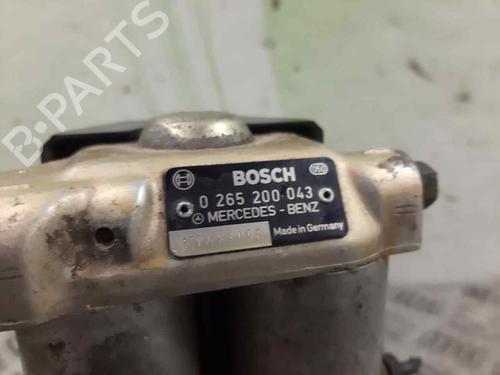 B-PARTS
BOSCH
0 265 200 043
MERCEDES-BENZ
Made in Germany